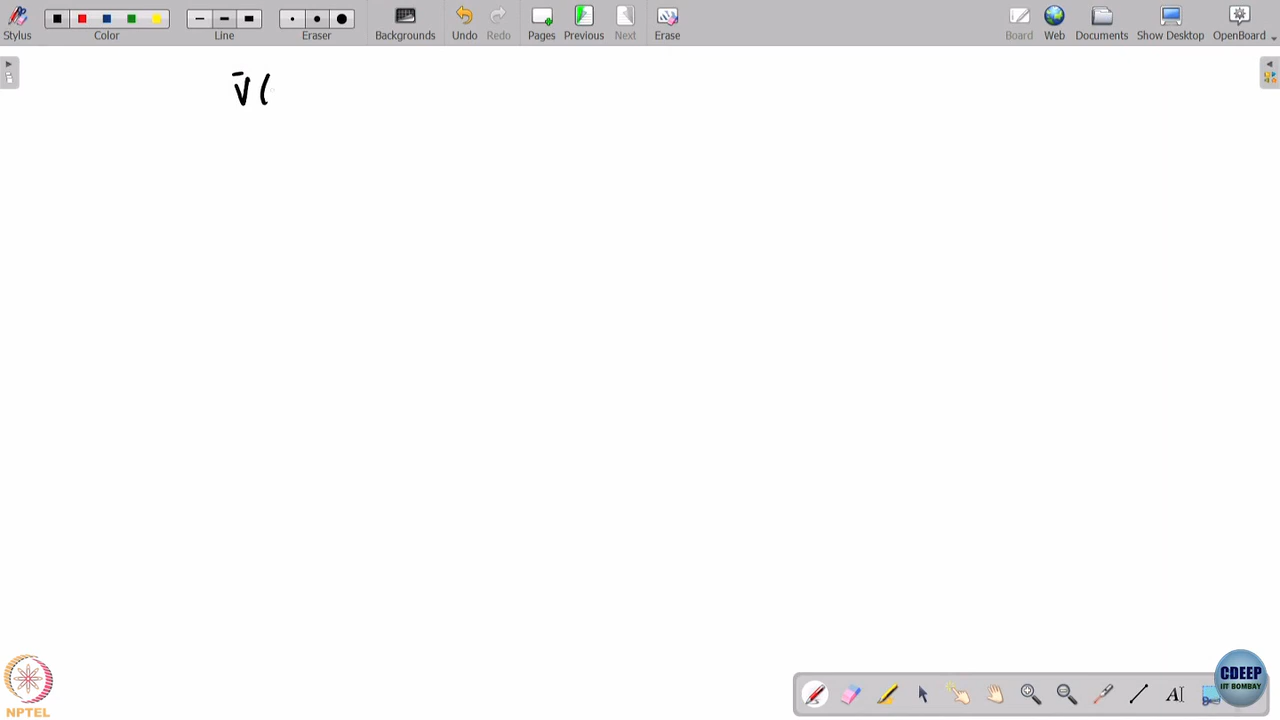 Stylus Color Line Eraser Backgrounds Undo Redo Pages Previous Next Erase Board Web Documents Show Desktop OpenBoard
v̄ (
NPTEL
CDEEP
IIT BOMBAY